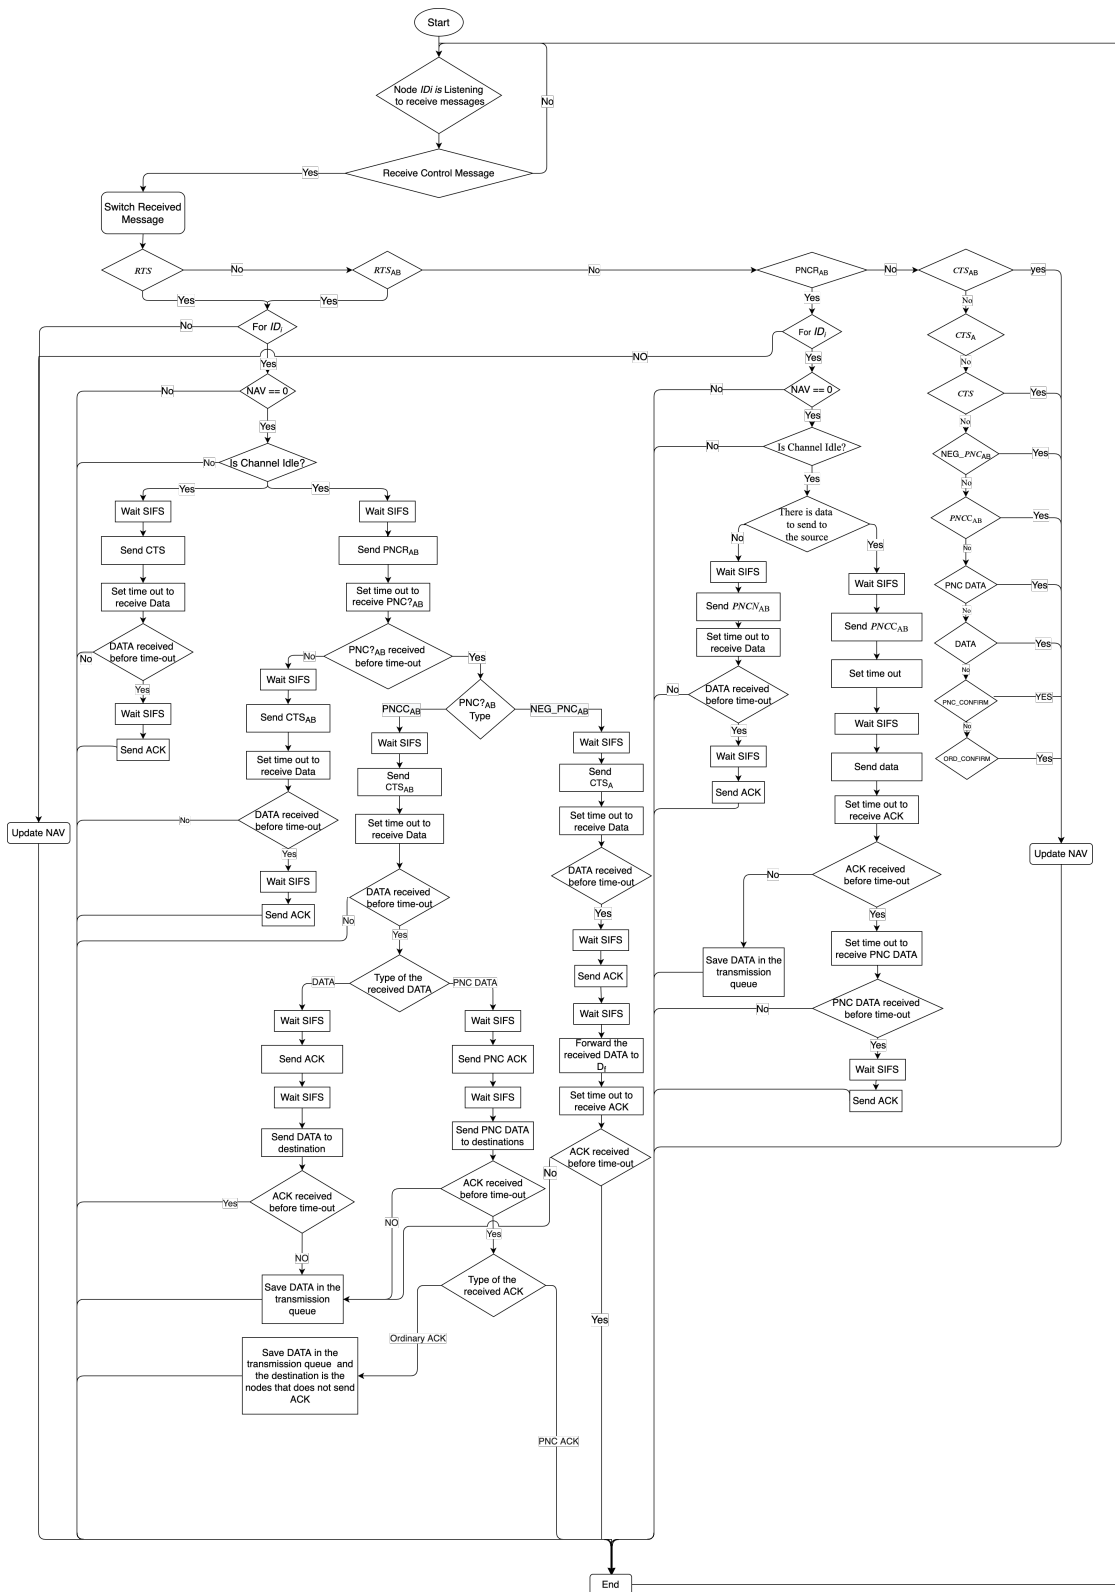 Start
Node IDi is Listening
to receive messages
No
Receive Control Message
Yes
Switch Received
Message
RTS
No
RTSAB
No
PNCRAB
No
CTSAB
yes
Yes
Yes
Yes
No
No
For IDi
For IDi
CTSA
NO
Yes
Yes
No
No
NAV == 0
No
NAV == 0
CTS
Yes
Yes
Yes
No
No
Is Channel Idle?
No
Is Channel Idle?
NEG_PNCAB
Yes
Yes
Yes
Yes
No
Wait SIFS
Wait SIFS
There is data
to send to
the source
PNCCAB
Yes
No
Yes
No
Send CTS
Send PNCRAB
Wait SIFS
Wait SIFS
PNC DATA
Yes
Set time out to
receive Data
Set time out to
receive PNC?AB
Send PNCNAB
No
Send PNCCAB
Set time out to
receive Data
DATA
Yes
DATA received
before time-out
No
PNC?AB received
before time-out
No
Yes
Set time out
No
Yes
Wait SIFS
PNC?AB
Type
DATA received
before time-out
No
PNC_CONFIRM
YES
Wait SIFS
Send CTSAB
PNCCAB
NEG_PNCAB
Yes
Wait SIFS
No
Send ACK
Wait SIFS
Wait SIFS
Wait SIFS
ORD_CONFIRM
Yes
Set time out to
receive Data
Send
CTSAB
Send
CTSA
Send data
Send ACK
Set time out to
receive ACK
No
DATA received
before time-out
Set time out to
receive Data
Set time out to
receive Data
Update NAV
Update NAV
Yes
Wait SIFS
DATA received
before time-out
DATA received
before time-out
No
ACK received
before time-out
Send ACK
No
Yes
Yes
Yes
Wait SIFS
Set time out to
receive PNC DATA
Save DATA in the
transmission
queue
Type of the
received DATA
DATA
PNC DATA
Send ACK
PNC DATA received
before time-out
No
Wait SIFS
Wait SIFS
Wait SIFS
Yes
Send ACK
Send PNC ACK
Forward the
received DATA to
Df
Wait SIFS
Wait SIFS
Wait SIFS
Set time out to
receive ACK
Send ACK
Send DATA to
destination
Send PNC DATA
to destinations
ACK received
before time-out
No
ACK received
before time-out
Yes
ACK received
before time-out
NO
Yes
NO
Save DATA in the
transmission
queue
Type of the
received ACK
Yes
Ordinary ACK
Save DATA in the
transmission queue and
the destination is the
nodes that does not send
ACK
PNC ACK
End